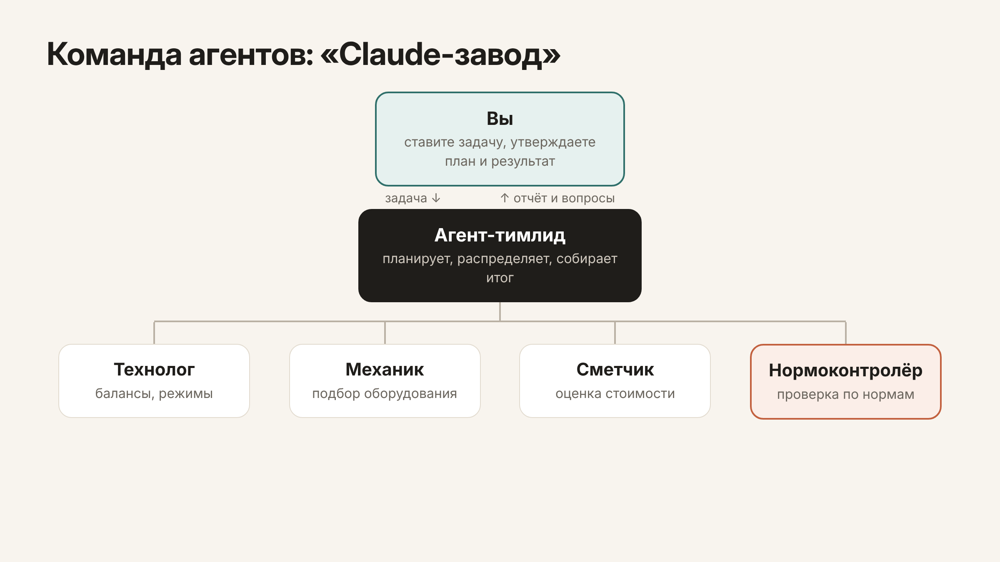 Команда агентов: «Claude-завод»
Вы
ставите задачу, утверждаете
план и результат
задача ↓
↑ отчёт и вопросы
Агент-тимлид
планирует, распределяет, собирает
итог
Технолог
балансы, режимы
Механик
подбор оборудования
Сметчик
оценка стоимости
Нормоконтролёр
проверка по нормам